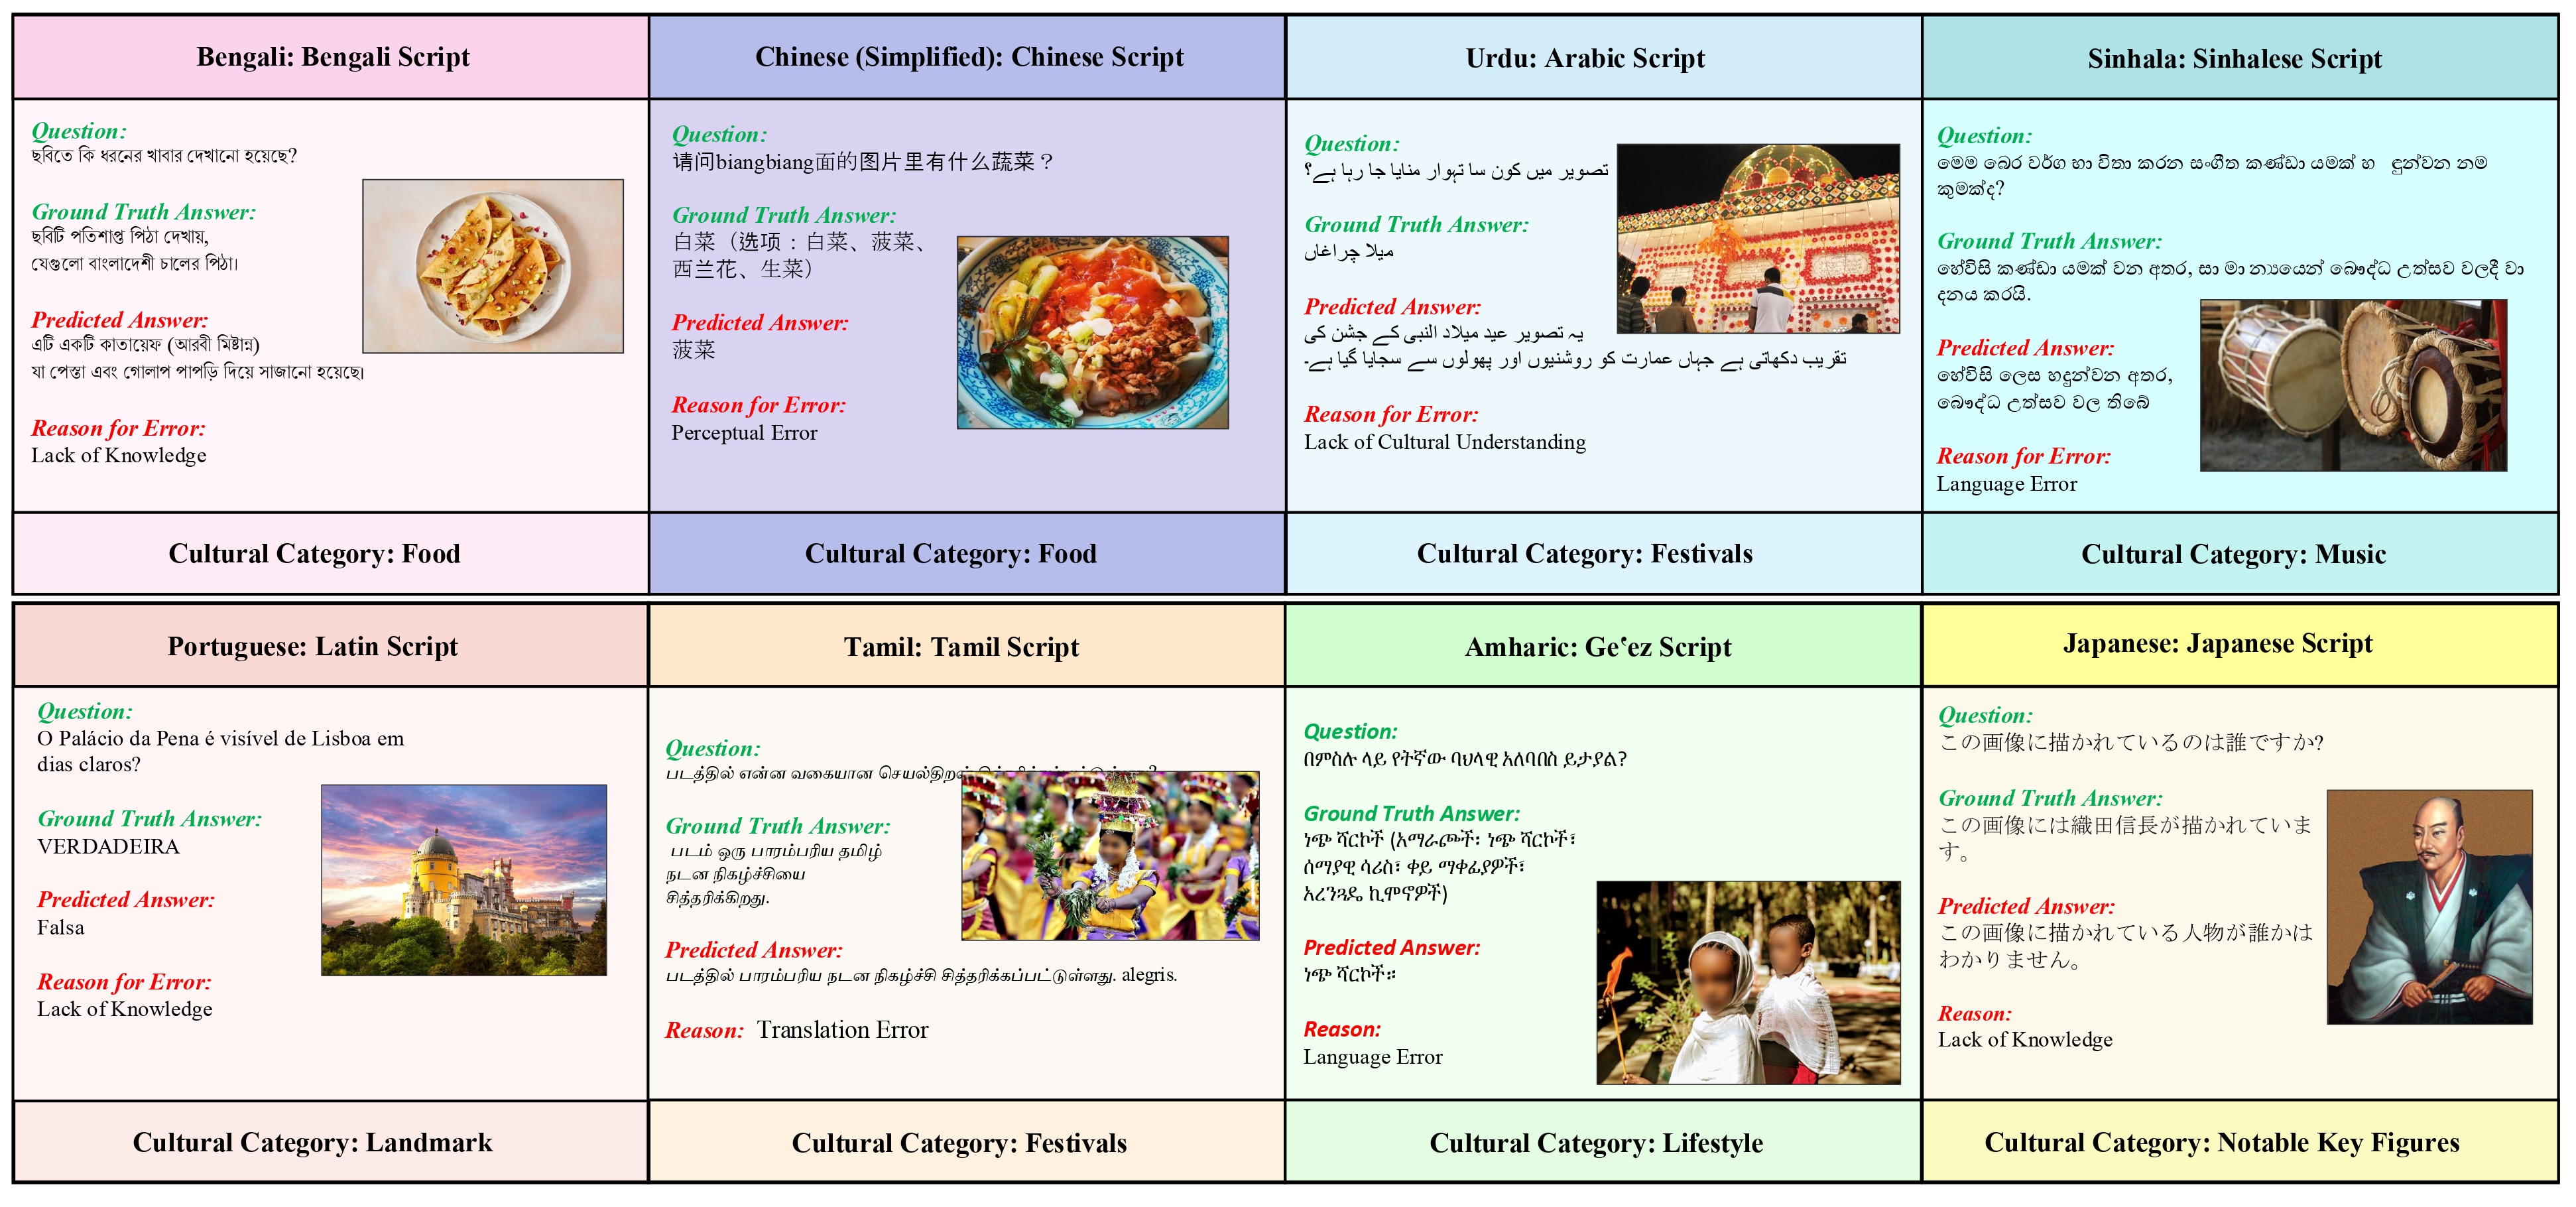 Bengali: Bengali Script
Question:
ছবিতে কি ধরনের খাবার দেখানো হয়েছে?
Ground Truth Answer:
ছবিটি পতিশাপ্ত পিঠা দেখায়,
যেগুলো বাংলাদেশী চালের পিঠা।
Predicted Answer:
এটি একটি কাতায়েফ (আরবী মিষ্টান্ন)
যা পেস্তা এবং গোলাপ পাপড়ি দিয়ে সাজানো হয়েছে।
Reason for Error:
Lack of Knowledge
Cultural Category: Food
Chinese (Simplified): Chinese Script
Question:
请问biangbiang面的图片里有什么蔬菜？
Ground Truth Answer:
白菜（选项：白菜、菠菜、
西兰花、生菜）
Predicted Answer:
菠菜
Reason for Error:
Perceptual Error
Cultural Category: Food
Urdu: Arabic Script
Question:
تصویر میں کون سا تہوار منایا جا رہا ہے؟
Ground Truth Answer:
میلا چراغاں
Predicted Answer:
یہ تصویر عید میلاد النبی کے جشن کی
تقریب دکھاتی ہے جہاں عمارت کو روشنیوں اور پھولوں سے سجایا گیا ہے۔
Reason for Error:
Lack of Cultural Understanding
Cultural Category: Festivals
Sinhala: Sinhalese Script
Question:
මෙම බෙර වර්ග භා විතා කරන සංගීත කණ්ඩා යමක් හ ඳුන්වන නම
කුමක්ද?
Ground Truth Answer:
හේවිසි කණ්ඩා යමක් වන අතර, සා මා න්‍යයෙන් බෞද්ධ උත්සව වලදී වා
දනය කරයි.
Predicted Answer:
හේවිසි ලෙස හදුන්වන අතර,
බෞද්ධ උත්සව වල තිබේ
Reason for Error:
Language Error
Cultural Category: Music
Portuguese: Latin Script
Question:
O Palácio da Pena é visível de Lisboa em
dias claros?
Ground Truth Answer:
VERDADEIRA
Predicted Answer:
Falsa
Reason for Error:
Lack of Knowledge
Cultural Category: Landmark
Tamil: Tamil Script
Question:
படத்தில் என்ன வகையான
Ground Truth Answer:
படம் ஒரு பாரம்பரிய தமிழ்
நடன நிகழ்ச்சியை
சித்தரிக்கிறது.
Predicted Answer:
படத்தில் பாரம்பரிய நடன நிகழ்ச்சி சித்தரிக்கப்பட்டுள்ளது. alegris.
Reason: Translation Error
Cultural Category: Festivals
Amharic: Ge‛ez Script
Question:
በምስሉ ላይ የትኛው ባህላዊ አለባበስ ይታያል?
Ground Truth Answer:
ነጭ ሻርኮች (አማራጮች፡ ነጭ ሻርኮች፣
ሰማያዊ ሳሪስ፣ ቀይ ማቀፊያዎች፣
አረንጓዴ ኪሞኖዎች)
Predicted Answer:
ነጭ ሻርኮች።
Reason:
Language Error
Cultural Category: Lifestyle
Japanese: Japanese Script
Question:
この画像に描かれているのは誰ですか?
Ground Truth Answer:
この画像には織田信長が描かれていま
す。
Predicted Answer:
この画像に描かれている人物が誰かは
わかりません。
Reason:
Lack of Knowledge
Cultural Category: Notable Key Figures